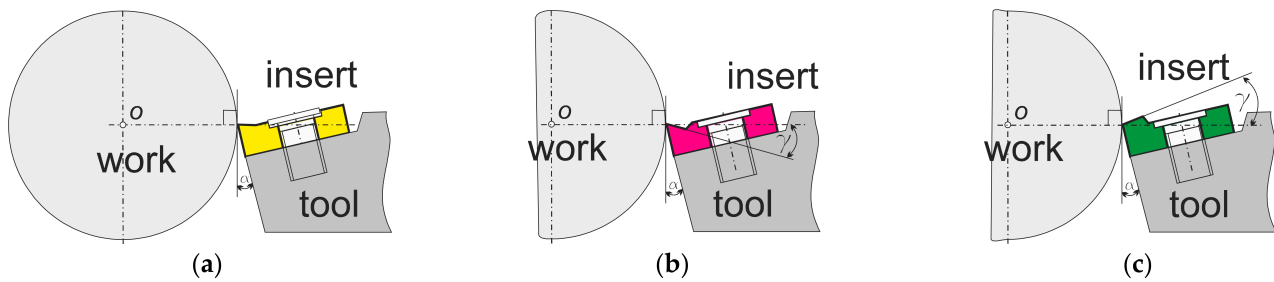 insert
o
work
α
tool
(a)
insert
o
work
γ
α
tool
(b)
insert
γ
o
work
α
tool
(c)